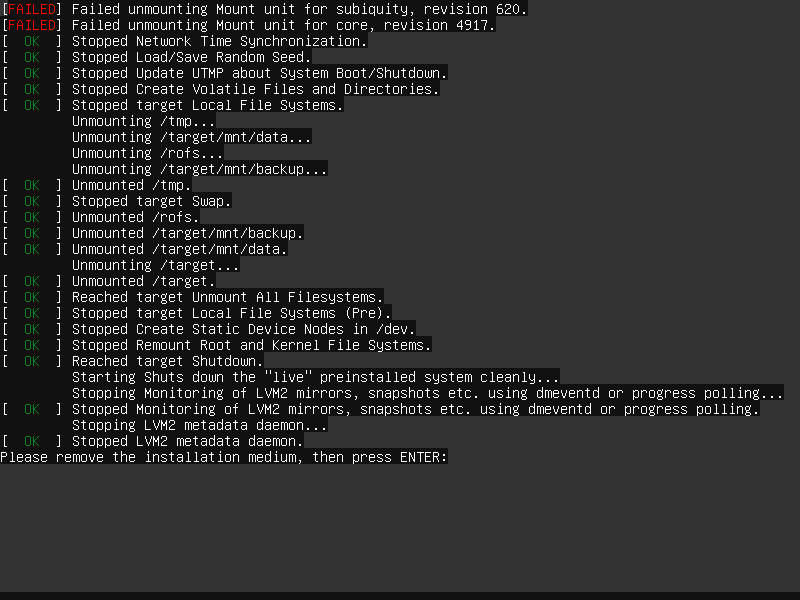 [FAILED] Failed unmounting Mount unit for subiquity, revision 620.
[FAILED] Failed unmounting Mount unit for core, revision 4917.
[  OK  ] Stopped Network Time Synchronization.
[  OK  ] Stopped Load/Save Random Seed.
[  OK  ] Stopped Update UTMP about System Boot/Shutdown.
[  OK  ] Stopped Create Volatile Files and Directories.
[  OK  ] Stopped target Local File Systems.
         Unmounting /tmp...
         Unmounting /target/mnt/data...
         Unmounting /rofs...
         Unmounting /target/mnt/backup...
[  OK  ] Unmounted /tmp.
[  OK  ] Stopped target Swap.
[  OK  ] Unmounted /rofs.
[  OK  ] Unmounted /target/mnt/backup.
[  OK  ] Unmounted /target/mnt/data.
         Unmounting /target...
[  OK  ] Unmounted /target.
[  OK  ] Reached target Unmount All Filesystems.
[  OK  ] Stopped target Local File Systems (Pre).
[  OK  ] Stopped Create Static Device Nodes in /dev.
[  OK  ] Stopped Remount Root and Kernel File Systems.
[  OK  ] Reached target Shutdown.
         Starting Shuts down the "live" preinstalled system cleanly...
         Stopping Monitoring of LVM2 mirrors, snapshots etc. using dmeventd or progress polling...
[  OK  ] Stopped Monitoring of LVM2 mirrors, snapshots etc. using dmeventd or progress polling.
         Stopping LVM2 metadata daemon...
[  OK  ] Stopped LVM2 metadata daemon.
Please remove the installation medium, then press ENTER: